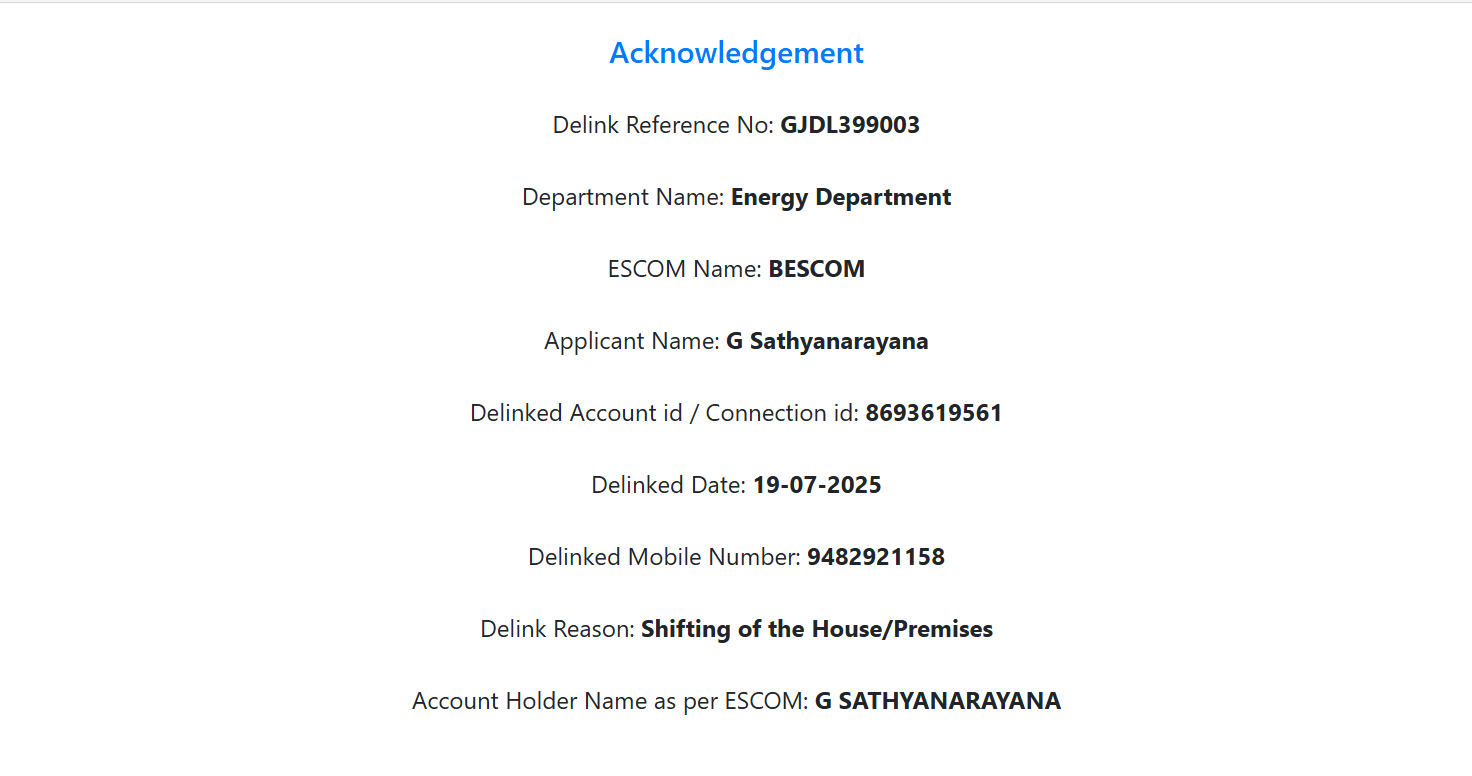 Acknowledgement
Delink Reference No: GJDL399003
Department Name: Energy Department
ESCOM Name: BESCOM
Applicant Name: G Sathyanarayana
Delinked Account id / Connection id: 8693619561
Delinked Date: 19-07-2025
Delinked Mobile Number: 9482921158
Delink Reason: Shifting of the House/Premises
Account Holder Name as per ESCOM: G SATHYANARAYANA